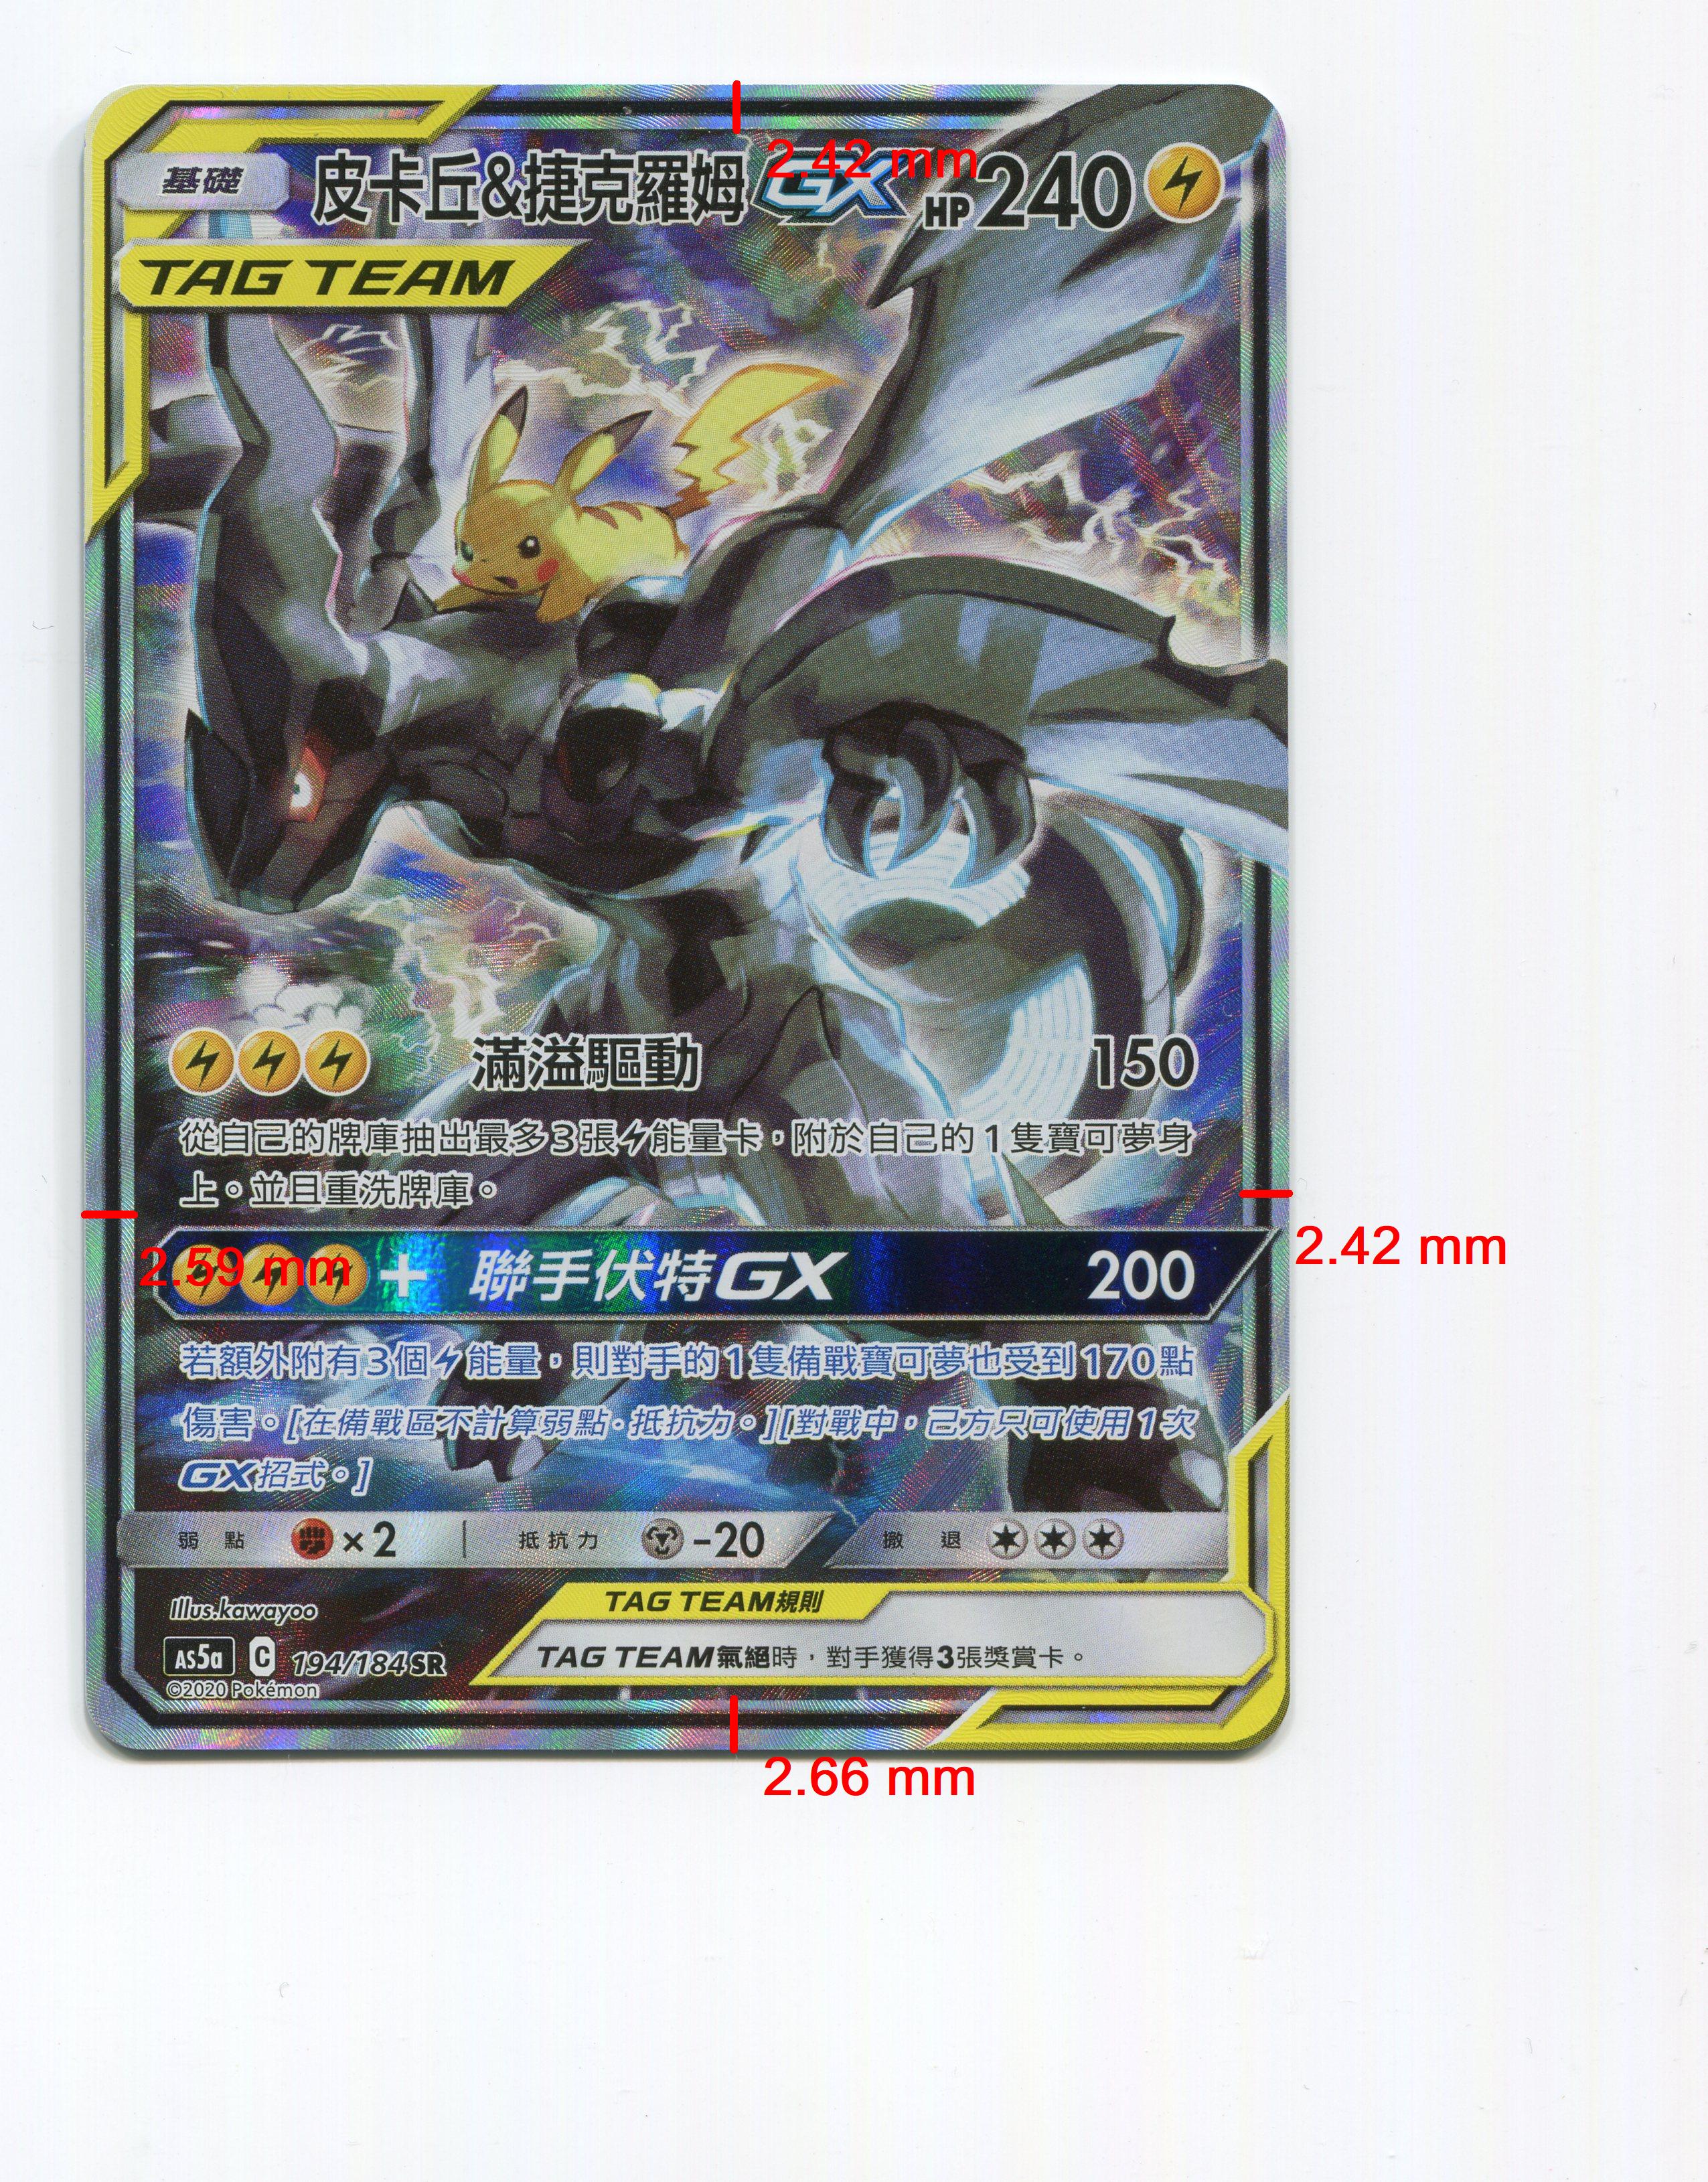 基礎 皮卡丘&捷克羅姆GX HP240
2.42 mm
TAG TEAM
滿溢驅動 150
從自己的牌庫抽出最多3張能量卡，附於自己的1隻寶可夢身
上。並且重洗牌庫。
2.42 mm
2.59 mm
+ 聯手伏特GX 200
若額外附有3個能量，則對手的1隻備戰寶可夢也受到170點
傷害。[在備戰區不計算弱點·抵抗力。][對戰中，己方只可使用1次
GX招式。]
弱點 ×2 抵抗力 -20 撤退
Illus.kawayoo
TAG TEAM規則
AS5a C 194/184 SR
TAG TEAM氣絕時，對手獲得3張獎賞卡。
©2020 Pokémon
2.66 mm